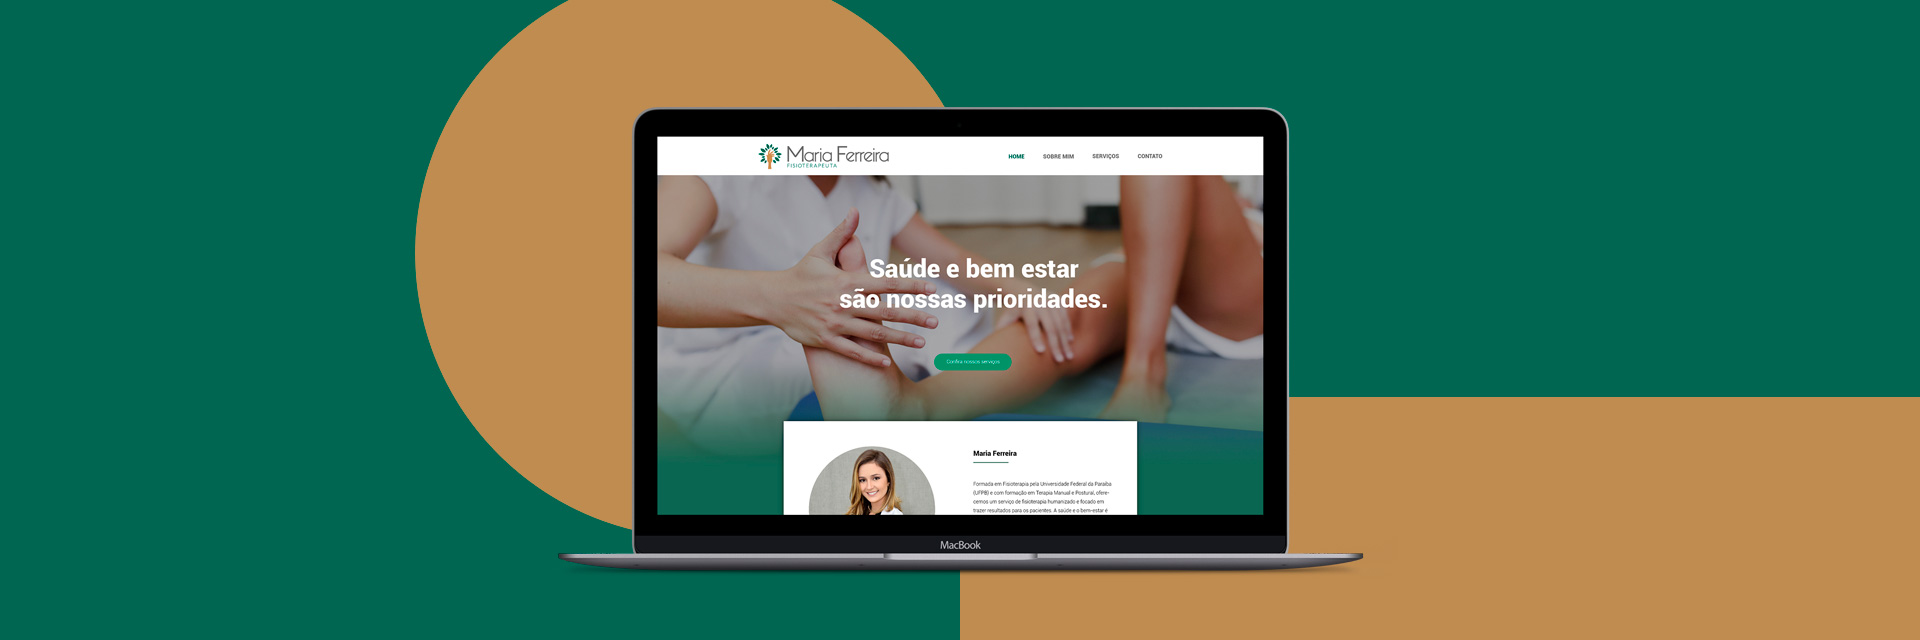 Maria Ferreira
FISIOTERAPEUTA
HOME SOBRE MIM SERVIÇOS CONTATO
Saúde e bem estar
são nossas prioridades.
Confira nossos serviços
Maria Ferreira
Formada em Fisioterapia pela Universidade Federal da Paraíba
(UFPB) e com formação em Terapia Manual e Postural, ofere-
cemos um serviço de fisioterapia humanizado e focado em
trazer resultados para os pacientes. A saúde e o bem-estar é
MacBook